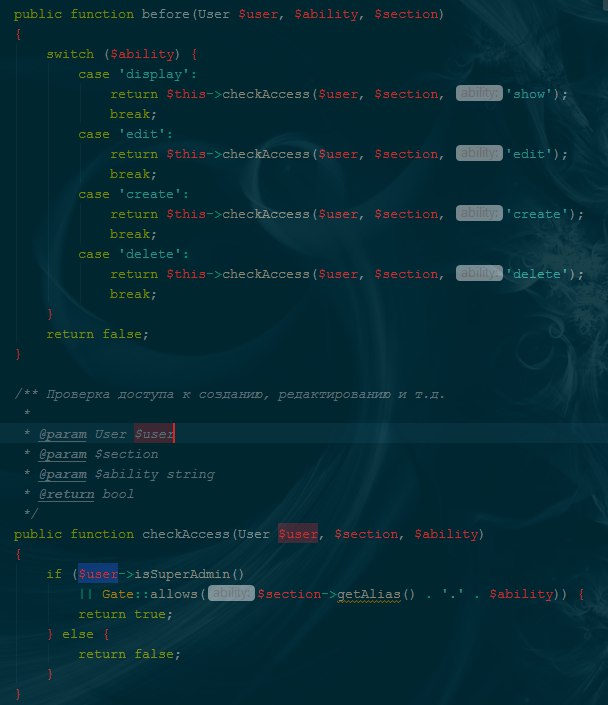 public function before(User $user, $ability, $section)
{
    switch ($ability) {
        case 'display':
            return $this->checkAccess($user, $section, ability: 'show');
            break;
        case 'edit':
            return $this->checkAccess($user, $section, ability: 'edit');
            break;
        case 'create':
            return $this->checkAccess($user, $section, ability: 'create');
            break;
        case 'delete':
            return $this->checkAccess($user, $section, ability: 'delete');
            break;
    }
    return false;
}
/** Проверка доступа к созданию, редактированию и т.д.
 *
 * @param User $user
 * @param $section
 * @param $ability string
 * @return bool
 */
public function checkAccess(User $user, $section, $ability)
{
    if ($user->isSuperAdmin()
        || Gate::allows(ability: $section->getAlias() . '.' . $ability)) {
        return true;
    } else {
        return false;
    }
}